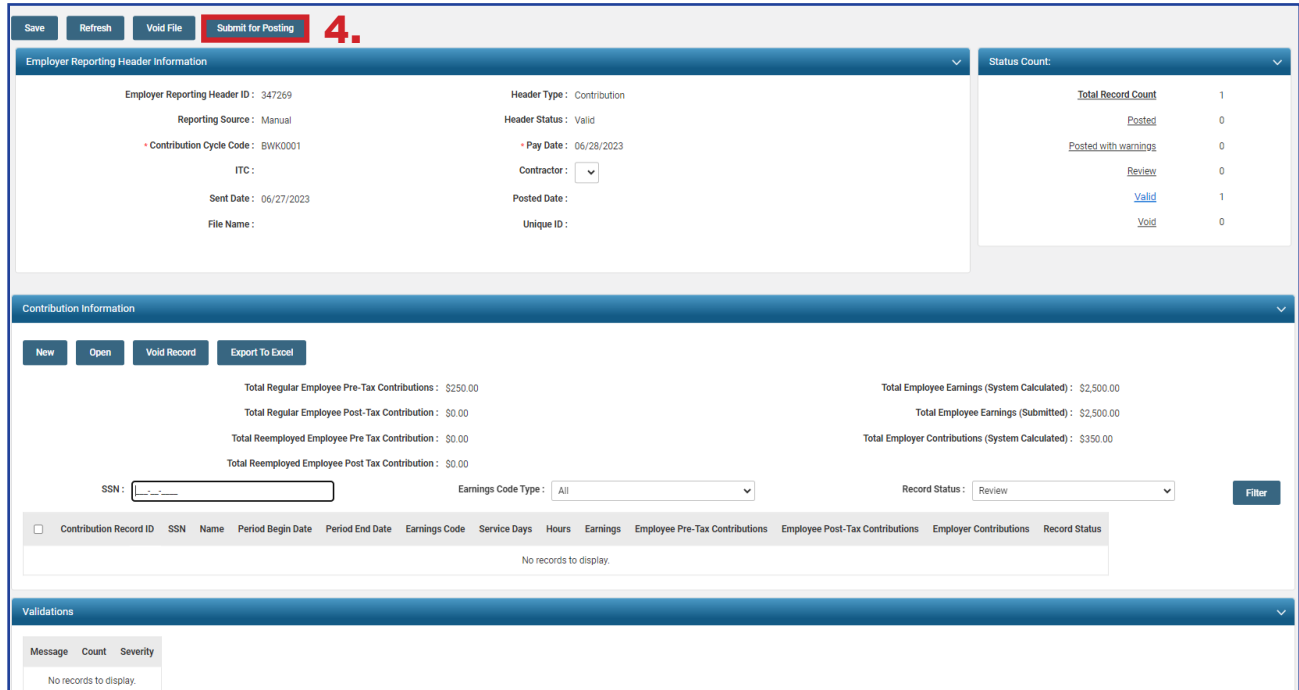 Save Refresh Void File Submit for Posting 4.
Employer Reporting Header Information
Employer Reporting Header ID : 347269 Header Type : Contribution
Reporting Source : Manual Header Status : Valid
* Contribution Cycle Code : BWK0001 * Pay Date : 06/28/2023
ITC : Contractor :
Sent Date : 06/27/2023 Posted Date :
File Name : Unique ID :
Status Count:
Total Record Count 1
Posted 0
Posted with warnings 0
Review 0
Valid 1
Void 0
Contribution Information
New Open Void Record Export To Excel
Total Regular Employee Pre-Tax Contributions : $250.00 Total Employee Earnings (System Calculated) : $2,500.00
Total Regular Employee Post-Tax Contribution : $0.00 Total Employee Earnings (Submitted) : $2,500.00
Total Reemployed Employee Pre Tax Contribution : $0.00 Total Employer Contributions (System Calculated) : $350.00
Total Reemployed Employee Post Tax Contribution : $0.00
SSN : ___-__-____ Earnings Code Type : All Record Status : Review Filter
Contribution Record ID SSN Name Period Begin Date Period End Date Earnings Code Service Days Hours Earnings Employee Pre-Tax Contributions Employee Post-Tax Contributions Employer Contributions Record Status
No records to display.
Validations
Message Count Severity
No records to display.